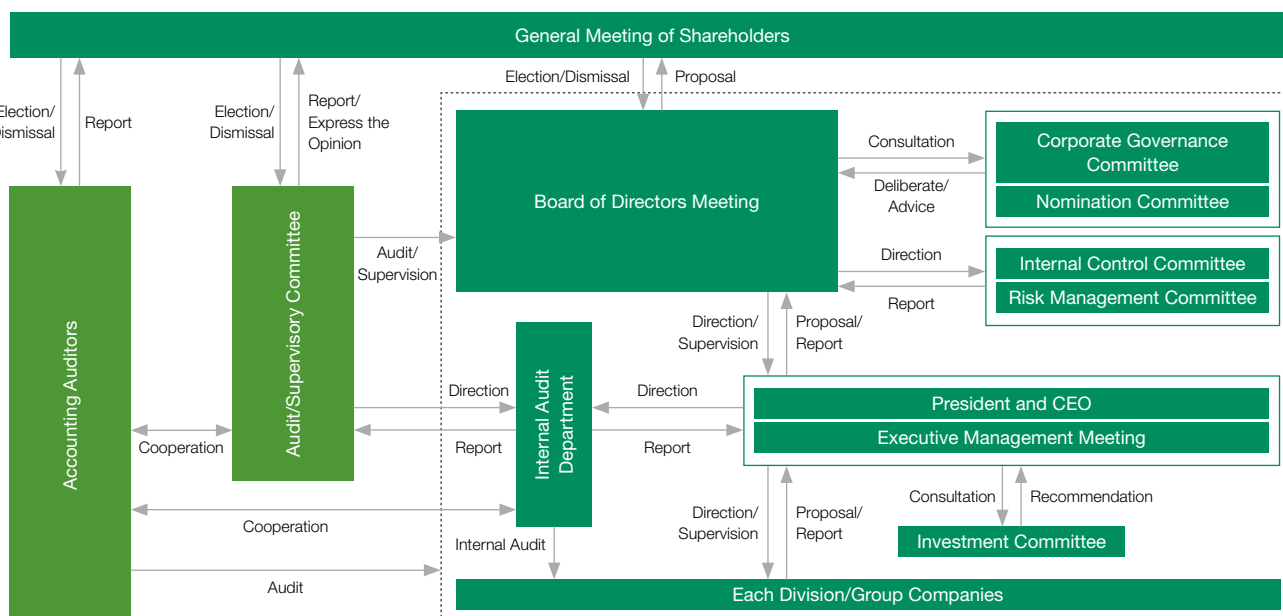 General Meeting of Shareholders
Election/
Dismissal
Report
Election/
Dismissal
Report/
Express the
Opinion
Election/Dismissal
Proposal
Accounting Auditors
Audit/Supervisory Committee
Board of Directors Meeting
Consultation
Deliberate/
Advice
Corporate Governance
Committee
Nomination Committee
Audit/
Supervision
Direction
Report
Internal Control Committee
Risk Management Committee
Direction/
Supervision
Proposal/
Report
Internal Audit
Department
Direction
Report
Direction
Report
President and CEO
Executive Management Meeting
Cooperation
Cooperation
Consultation
Recommendation
Investment Committee
Direction/
Supervision
Proposal/
Report
Internal Audit
Audit
Each Division/Group Companies